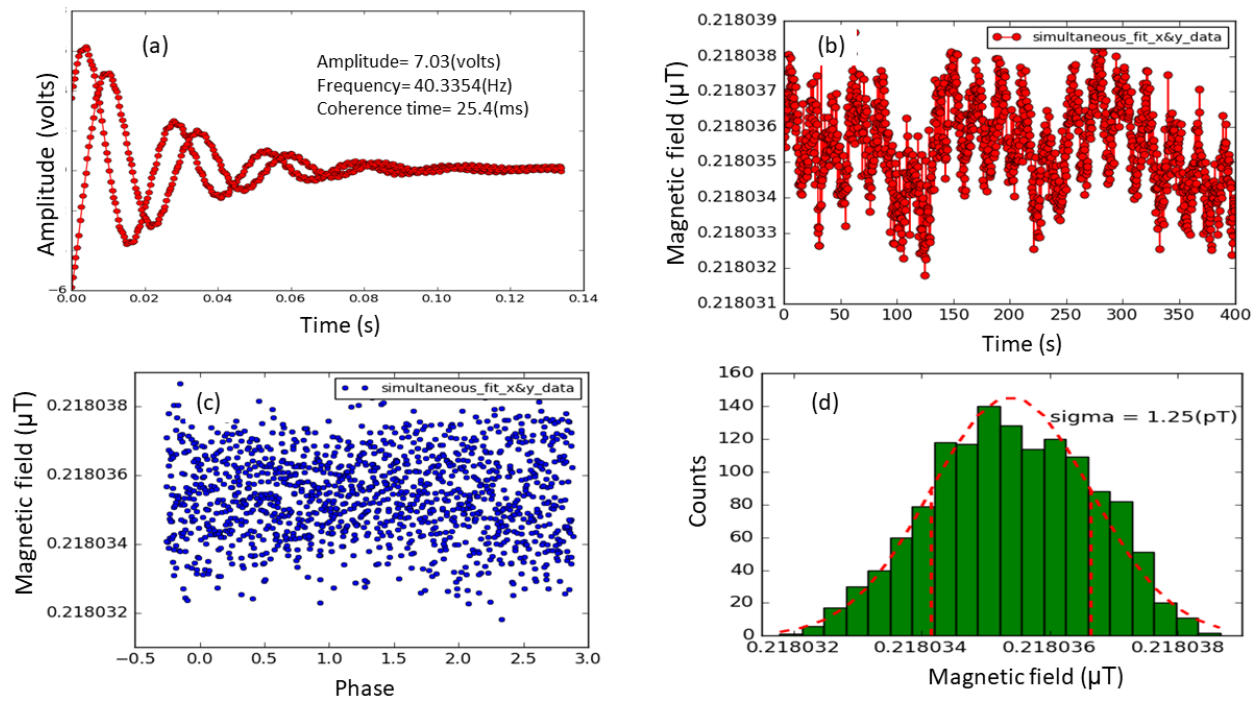 (a)
Amplitude= 7.03(volts)
Frequency= 40.3354(Hz)
Coherence time= 25.4(ms)
Amplitude (volts)
−6
0.00 0.02 0.04 0.06 0.08 0.10 0.12 0.14
Time (s)
(b)
simultaneous_fit_x&y_data
Magnetic field (μT)
0.218039
0.218038
0.218037
0.218036
0.218035
0.218034
0.218033
0.218032
0.218031
0 50 100 150 200 250 300 350 400
Time (s)
(c)
simultaneous_fit_x&y_data
Magnetic field (μT)
0.218038
0.218036
0.218034
0.218032
−0.5 0.0 0.5 1.0 1.5 2.0 2.5 3.0
Phase
(d)
sigma = 1.25(pT)
Counts
160
140
120
100
80
60
40
20
0
0.218032 0.218034 0.218036 0.218038
Magnetic field (μT)